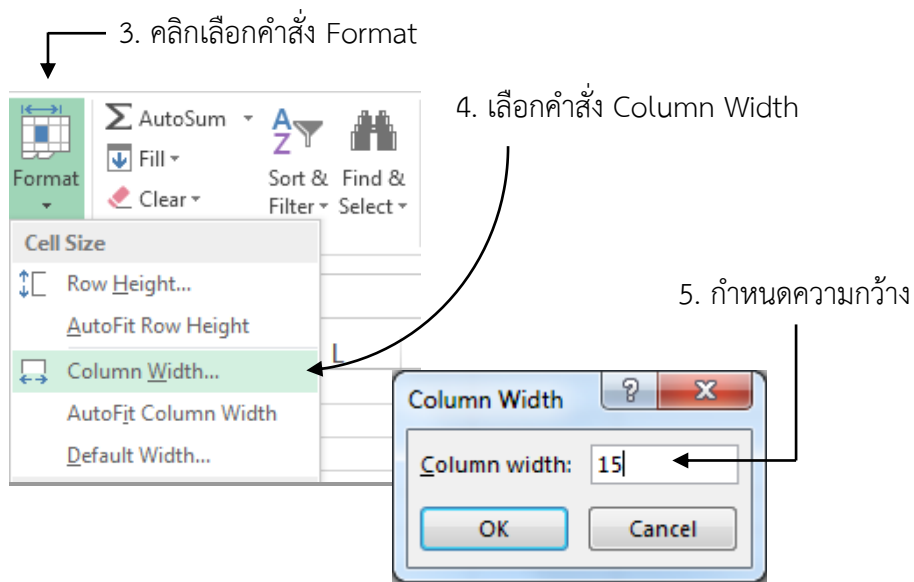 3. คลิกเลือกคำสั่ง Format
4. เลือกคำสั่ง Column Width
AutoSum
Fill
Clear
Format
Sort & Filter
Find & Select
Cell Size
Row Height...
AutoFit Row Height
Column Width...
AutoFit Column Width
Default Width...
L
5. กำหนดความกว้าง
Column Width
Column width: 15
OK Cancel